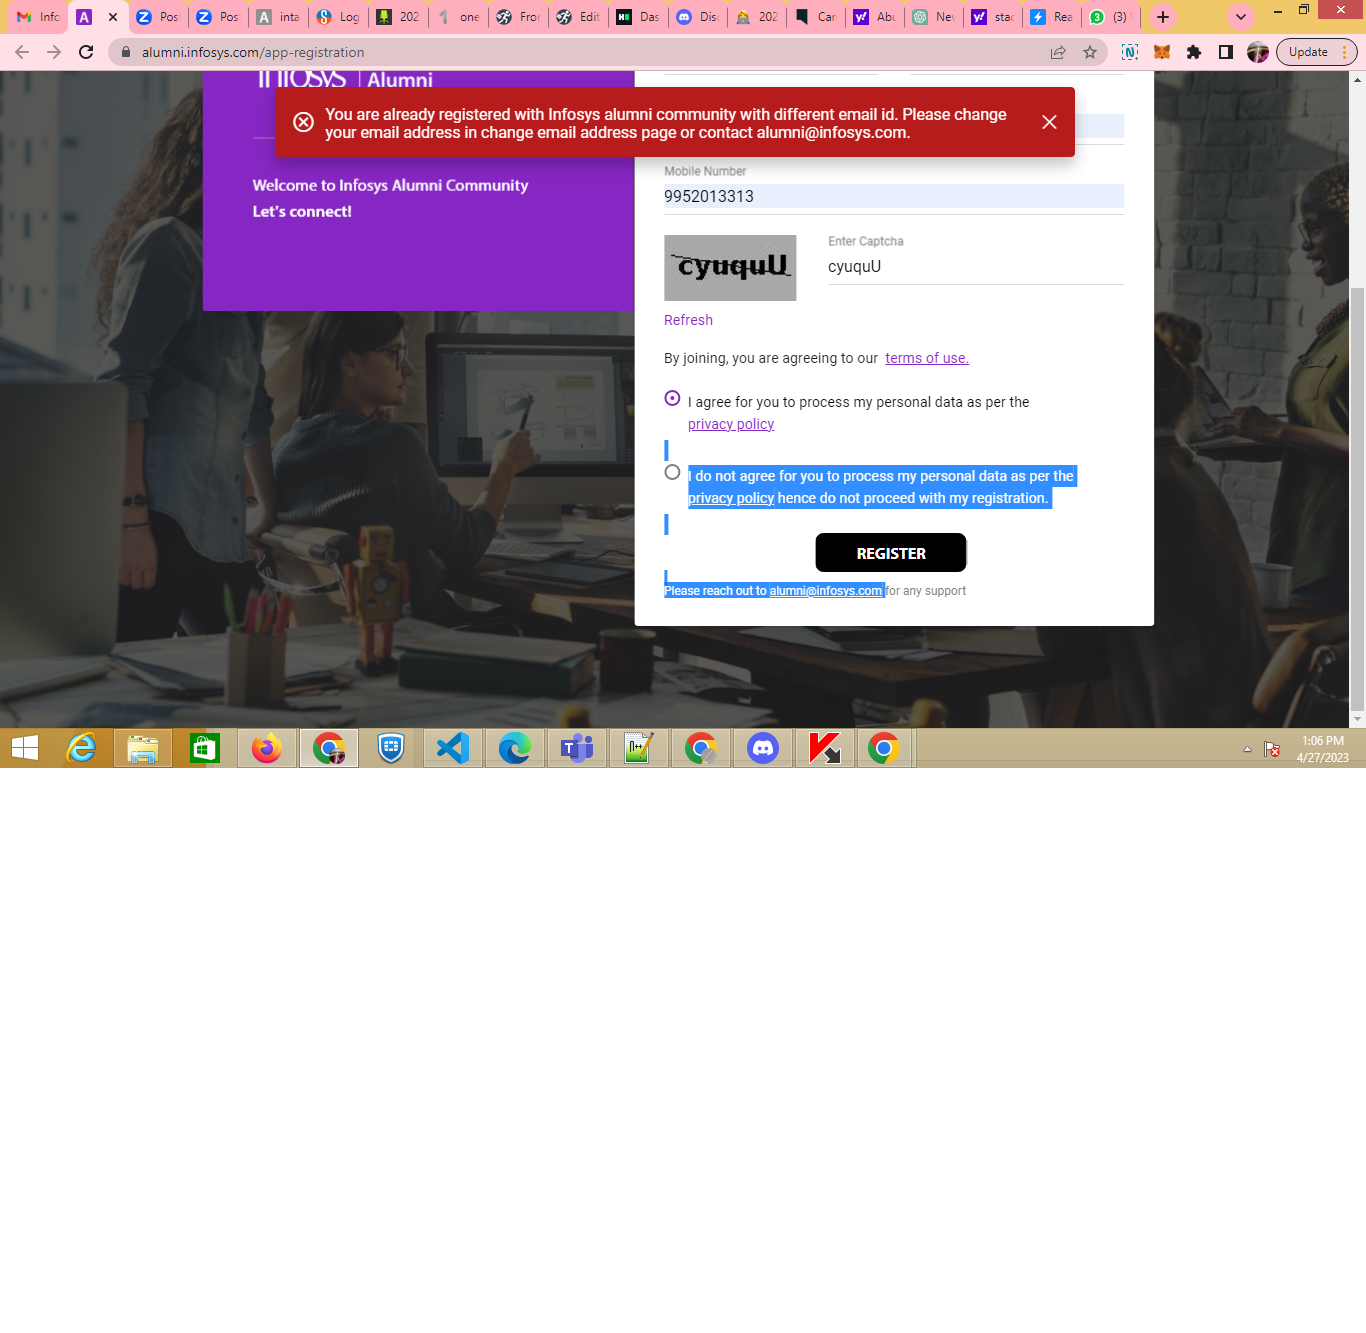 Info
Pos
Pos
inta
Log
202
one
Fror
Edit
Das
Disc
202
Car
Abu
Nev
stac
Rea
(3)
alumni.infosys.com/app-registration
Update
Infosys | Alumni
You are already registered with Infosys alumni community with different email id. Please change
your email address in change email address page or contact alumni@infosys.com.
Welcome to Infosys Alumni Community
Let's connect!
Mobile Number
9952013313
cyuquU
Enter Captcha
cyuquU
Refresh
By joining, you are agreeing to our terms of use.
I agree for you to process my personal data as per the
privacy policy
I do not agree for you to process my personal data as per the
privacy policy hence do not proceed with my registration.
REGISTER
Please reach out to alumni@infosys.com for any support
1:06 PM
4/27/2023